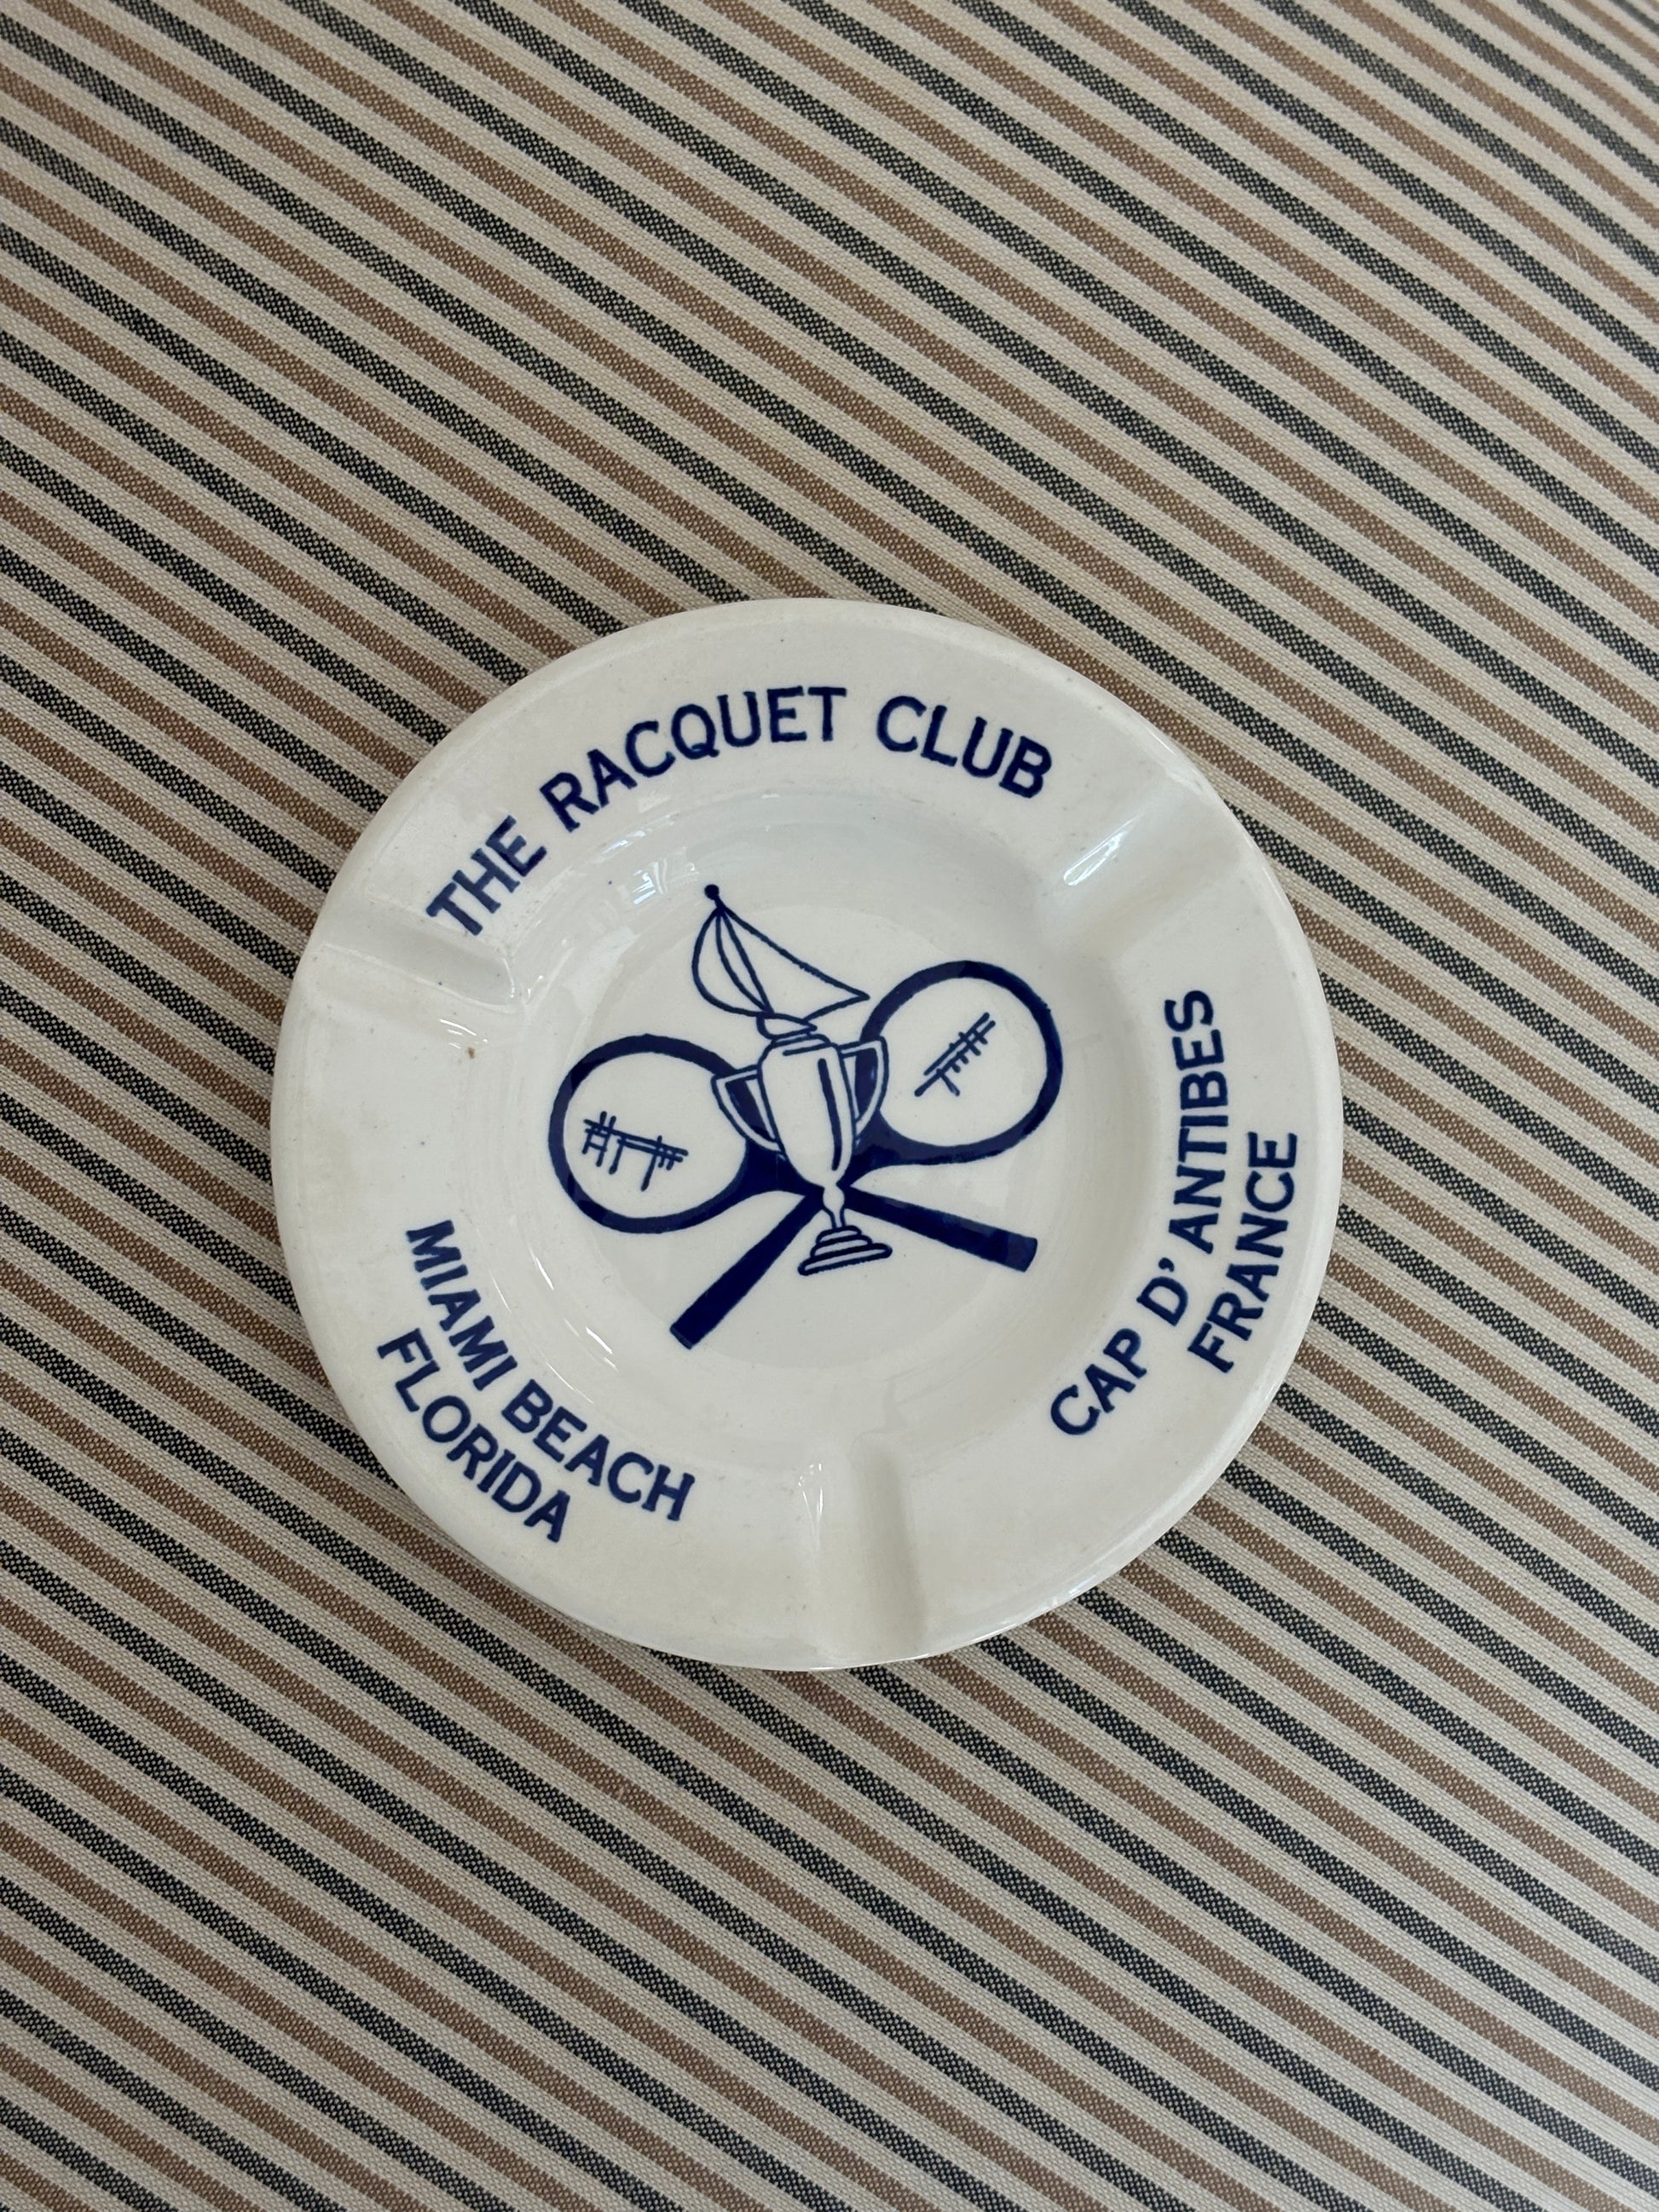 THE RACQUET CLUB
MIAMI BEACH
FLORIDA
CAP D' ANTIBES
FRANCE